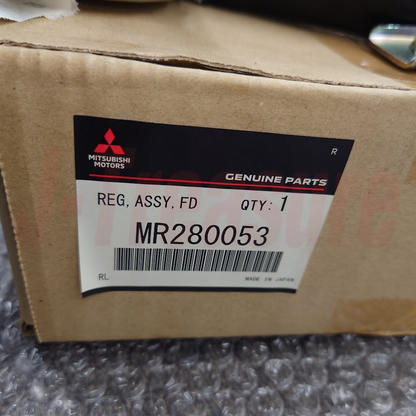 R
MITSUBISHI
MOTORS
GENUINE PARTS
REG, ASSY, FD QTY: 1
MR280053
RL MADE IN JAPAN